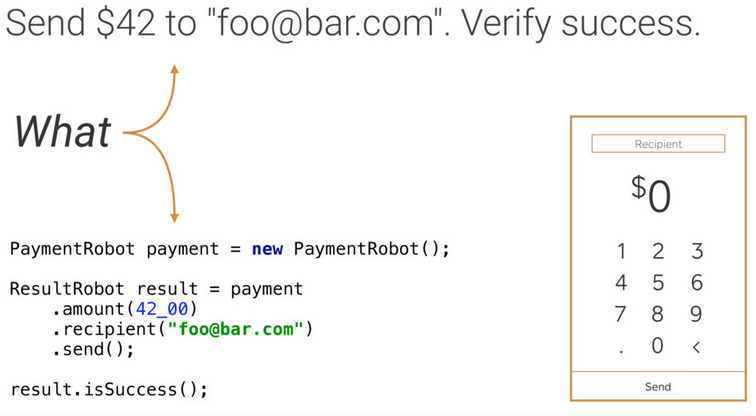 Send $42 to "foo@bar.com". Verify success.
What
PaymentRobot payment = new PaymentRobot();
ResultRobot result = payment
.amount(42_00)
.recipient("foo@bar.com")
.send();
result.isSuccess();
Recipient
$0
1 2 3
4 5 6
7 8 9
. 0 <
Send